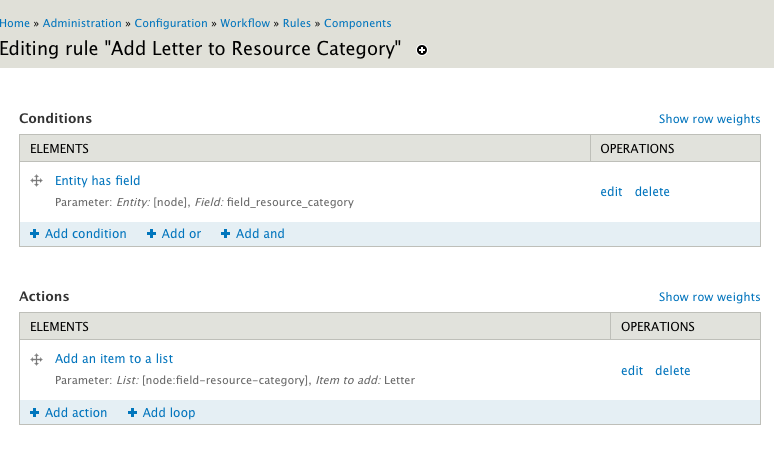 Home » Administration » Configuration » Workflow » Rules » Components
Editing rule "Add Letter to Resource Category"
Conditions
Show row weights
ELEMENTS OPERATIONS
Entity has field
Parameter: Entity: [node], Field: field_resource_category
edit delete
Add condition Add or Add and
Actions
Show row weights
ELEMENTS OPERATIONS
Add an item to a list
Parameter: List: [node:field-resource-category], Item to add: Letter
edit delete
Add action Add loop